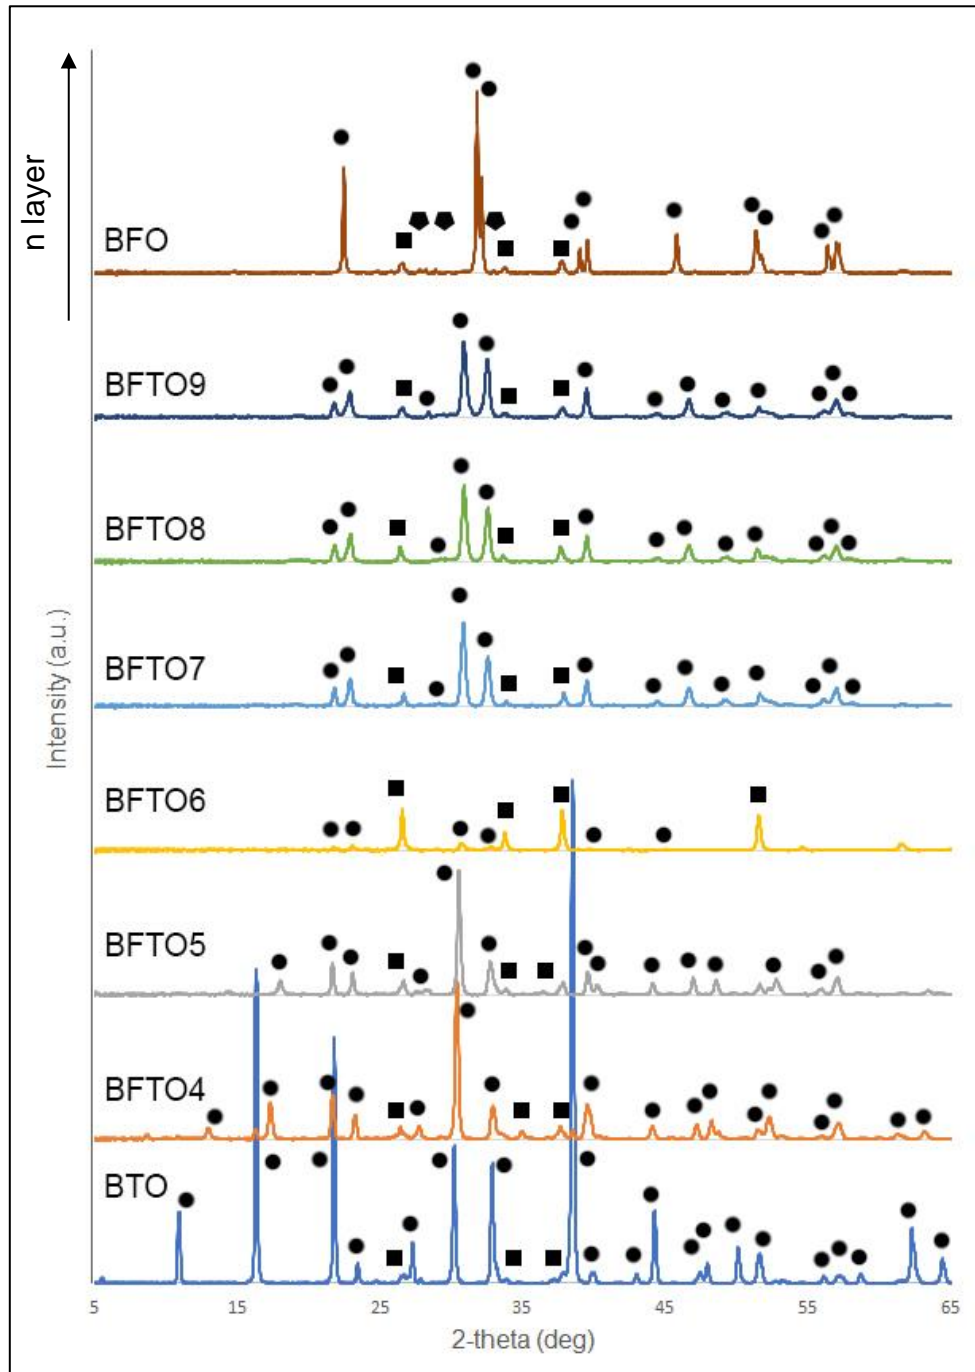 n layer
BFO
BFTO9
BFTO8
BFTO7
BFTO6
BFTO5
BFTO4
BTO
Intensity (a.u.)
5 15 25 35 45 55 65
2-theta (deg)